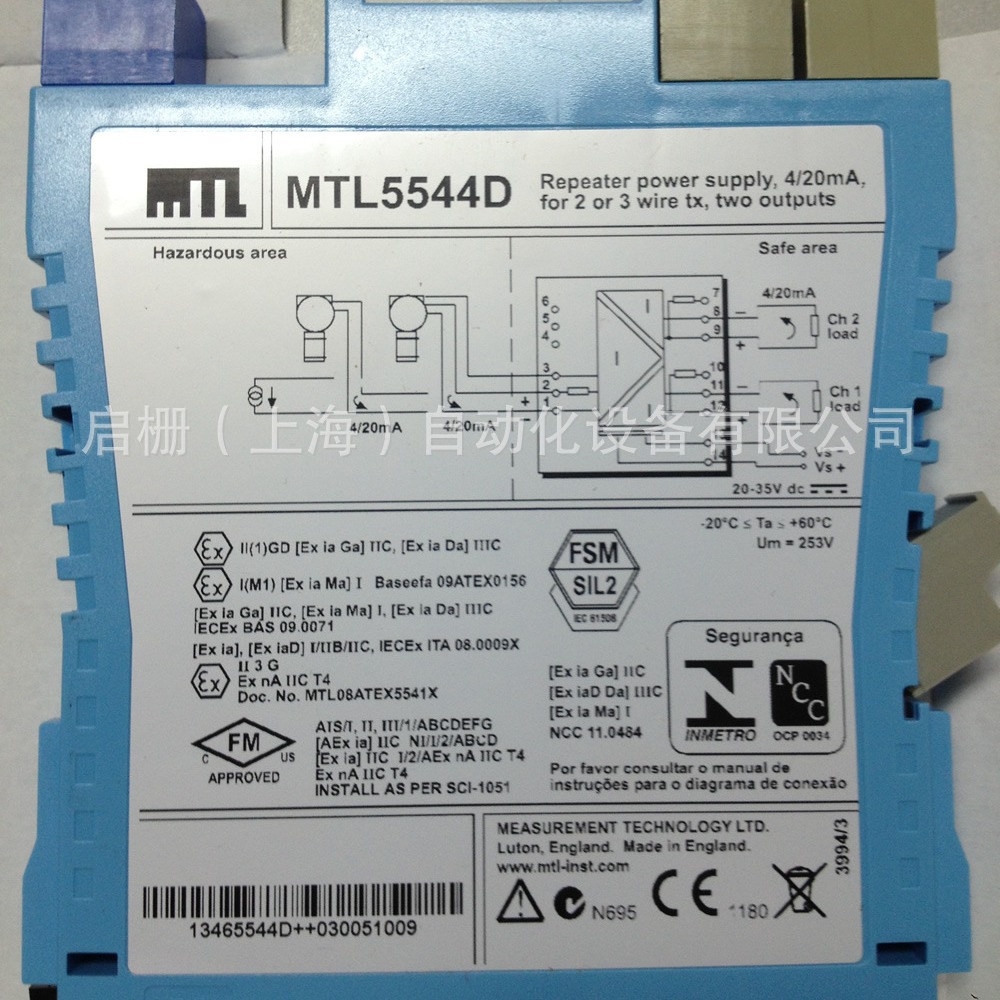 MTL
MTL5544D
Repeater power supply, 4/20mA,
for 2 or 3 wire tx, two outputs
Hazardous area
Safe area
6
5
4
3
2
1
+
−
4/20mA
4/20mA
I
I
I
7
8
9
10
11
12
14
−
+
−
+
4/20mA
4/20mA
Ch 2
load
Ch 1
load
Vs −
Vs +
20-35V dc
启栅（上海）自动化设备有限公司
-20°C ≤ Ta ≤ +60°C
Um = 253V
Ex II(1)GD [Ex ia Ga] IIC, [Ex ia Da] IIIC
Ex I(M1) [Ex ia Ma] I Baseefa 09ATEX0156
[Ex ia Ga] IIC, [Ex ia Ma] I, [Ex ia Da] IIIC
IECEx BAS 09.0071
[Ex ia], [Ex iaD] I/IIB/IIC, IECEx ITA 08.0009X
Ex II 3 G
Ex nA IIC T4
Doc. No. MTL08ATEX5541X
FSM
SIL2
IEC 61508
Segurança
INMETRO
NCC
OCP 0034
[Ex ia Ga] IIC
[Ex iaD Da] IIIC
[Ex ia Ma] I
NCC 11.0484
Por favor consultar o manual de
instruções para o diagrama de conexão
FM
C US
APPROVED
AIS/I, II, III/1/ABCDEFG
[AEx ia] IIC NI/I/2/ABCD
[Ex ia] IIC I/2/AEx nA IIC T4
Ex nA IIC T4
INSTALL AS PER SCI-1051
13465544D++030051009
MEASUREMENT TECHNOLOGY LTD.
Luton, England. Made in England.
www.mtl-inst.com
N695
CE
1180
3994/3